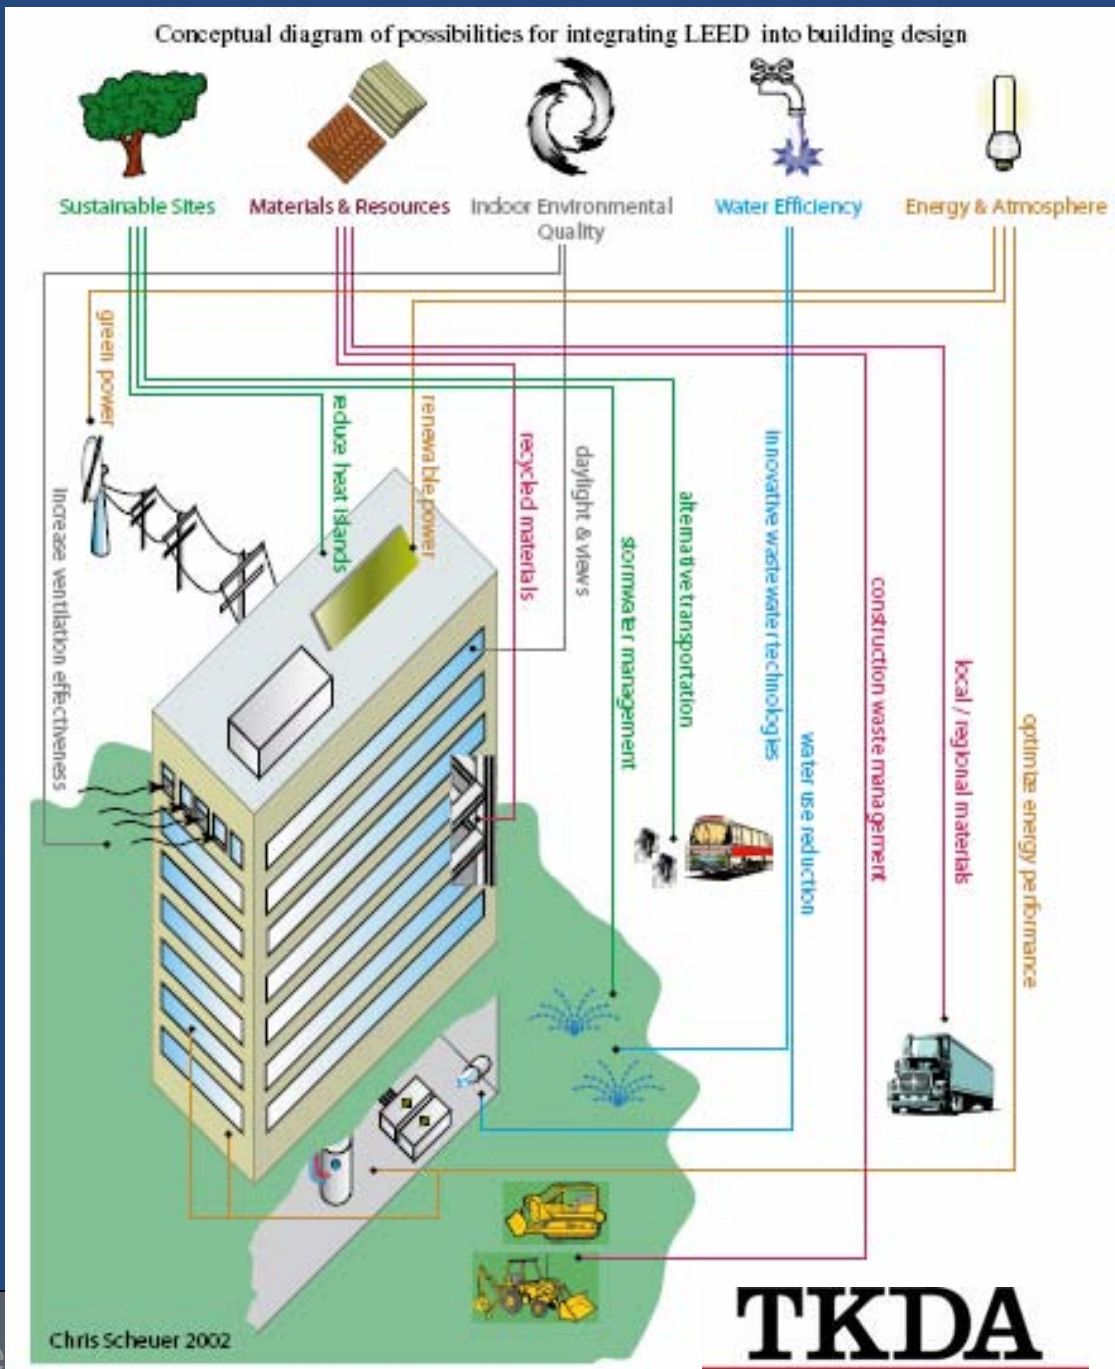 Conceptual diagram of possibilities for integrating LEED into building design
Sustainable Sites
Materials & Resources
Indoor Environmental
Quality
Water Efficiency
Energy & Atmosphere
green power
increase ventilation effectiveness
reduce heat islands
renewable power
recycled materials
daylight & views
stormwater management
alternative transportation
innovative wastewater technologies
water use reduction
construction waste management
local / regional materials
optimize energy performance
Chris Scheuer 2002
TKDA